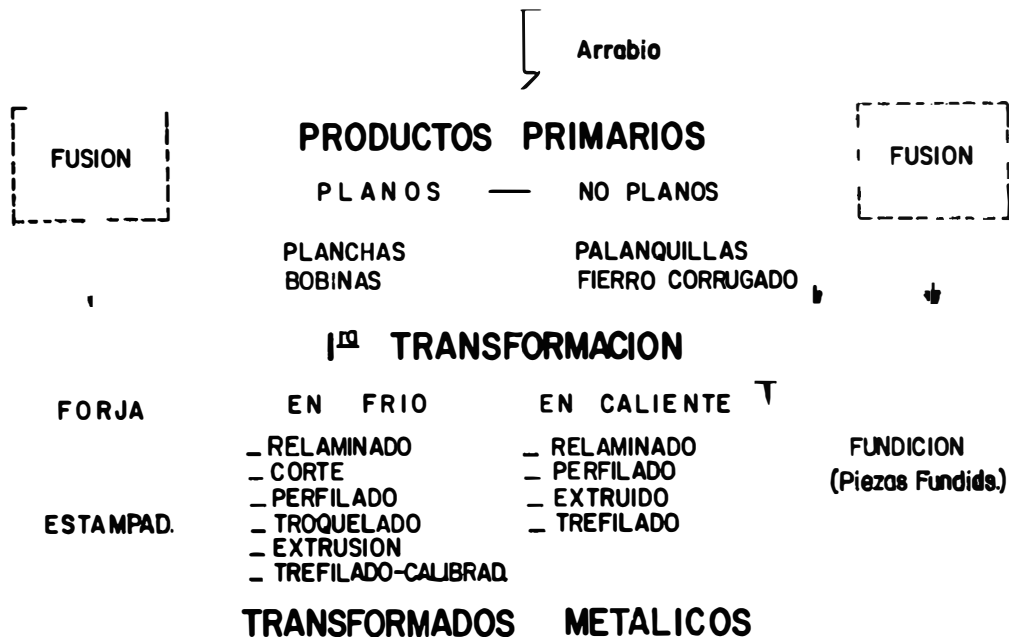 Arrabio
PRODUCTOS PRIMARIOS
FUSION
FUSION
PLANOS — NO PLANOS
PLANCHAS
BOBINAS
PALANQUILLAS
FIERRO CORRUGADO
1ra TRANSFORMACION
FORJA
ESTAMPAD.
EN FRIO
_ RELAMINADO
_ CORTE
_ PERFILADO
_ TROQUELADO
_ EXTRUSION
_ TREFILADO-CALIBRAD.
EN CALIENTE
_ RELAMINADO
_ PERFILADO
_ EXTRUIDO
_ TREFILADO
FUNDICION
(Piezas Fundids.)
TRANSFORMADOS METALICOS